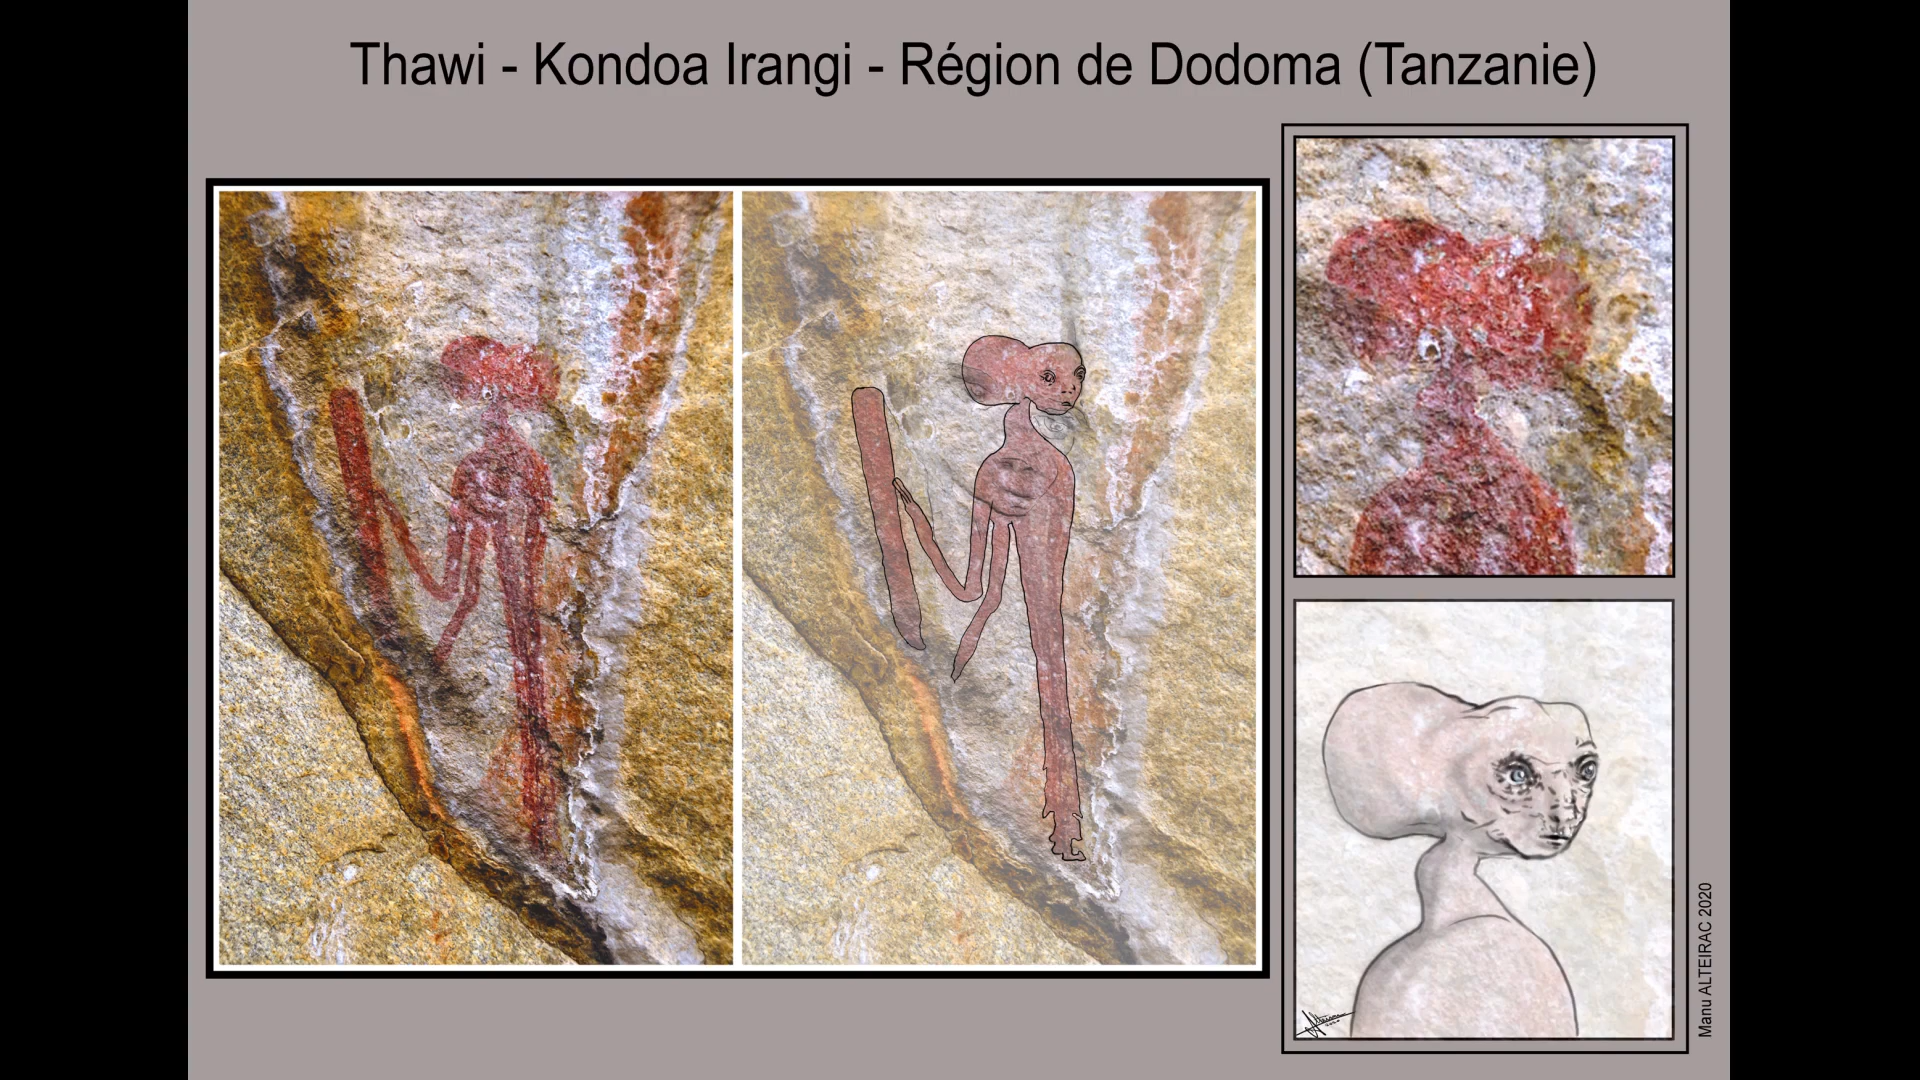 Thawi - Kondoa Irangi - Région de Dodoma (Tanzanie)
Manu ALTEIRAC 2020